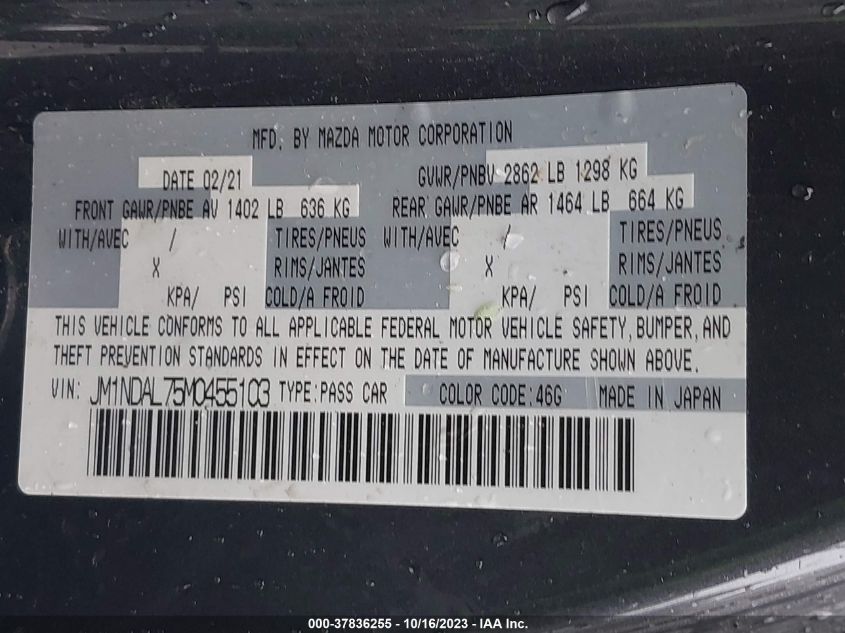 MFD. BY MAZDA MOTOR CORPORATION
DATE 02/21 GVWR/PNBV 2862 LB 1298 KG
FRONT GAWR/PNBE AV 1402 LB 636 KG REAR GAWR/PNBE AR 1464 LB 664 KG
WITH/AVEC / TIRES/PNEUS WITH/AVEC / TIRES/PNEUS
X RIMS/JANTES X RIMS/JANTES
KPA/ PSI COLD/A FROID KPA/ PSI COLD/A FROID
THIS VEHICLE CONFORMS TO ALL APPLICABLE FEDERAL MOTOR VEHICLE SAFETY,BUMPER,AND
THEFT PREVENTION STANDARDS IN EFFECT ON THE DATE OF MANUFACTURE SHOWN ABOVE.
VIN: JM1NDAL75M0455103 TYPE:PASS CAR COLOR CODE:46G MADE IN JAPAN
000-37836255 - 10/16/2023 - IAA Inc.